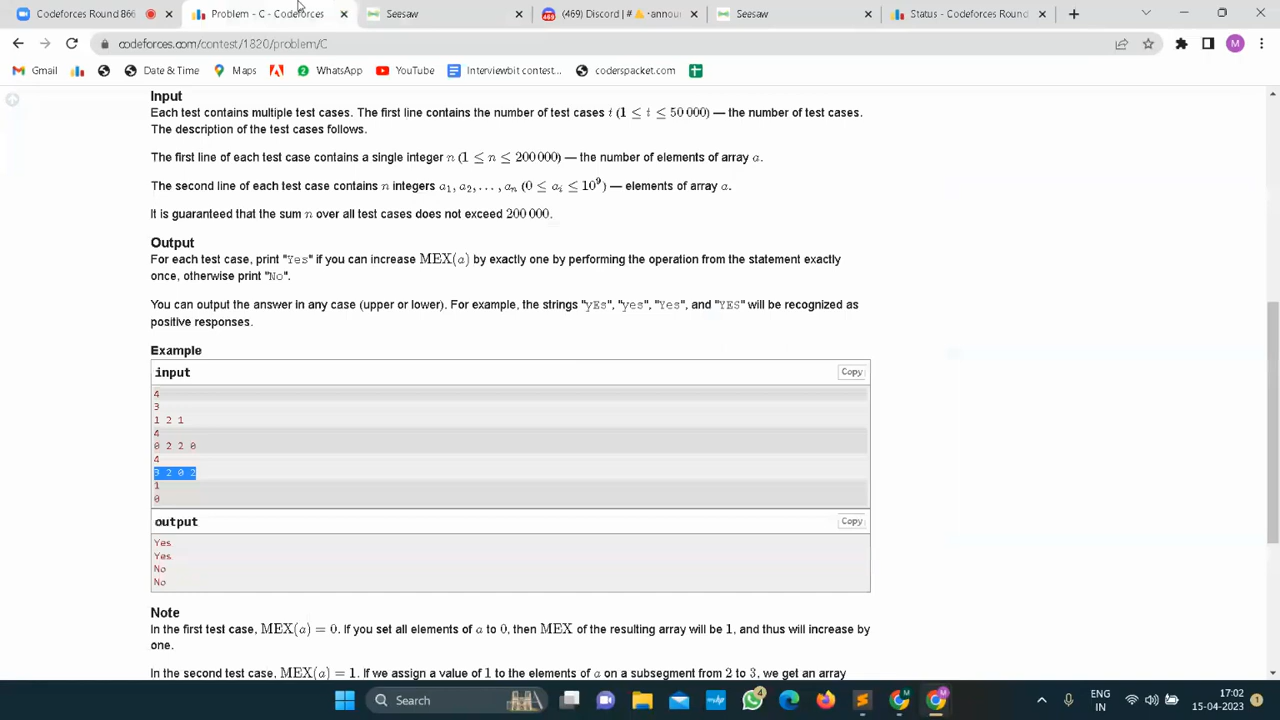 Codeforces Round 866
Problem - C - Codeforces
Seesaw
(469) Discord | # announ
Seesaw
Status - Codeforces Round
codeforces.com/contest/1820/problem/C
M
Gmail
Date & Time
Maps
2 WhatsApp
YouTube
Interviewbit contest...
coderspacket.com
Input
Each test contains multiple test cases. The first line contains the number of test cases t (1 ≤ t ≤ 50 000) — the number of test cases.
The description of the test cases follows.
The first line of each test case contains a single integer n (1 ≤ n ≤ 200 000) — the number of elements of array a.
The second line of each test case contains n integers a1, a2, . . . , an (0 ≤ ai ≤ 10^9) — elements of array a.
It is guaranteed that the sum n over all test cases does not exceed 200 000.
Output
For each test case, print "Yes" if you can increase MEX(a) by exactly one by performing the operation from the statement exactly
once, otherwise print "No".
You can output the answer in any case (upper or lower). For example, the strings "yEs", "yes", "Yes", and "YES" will be recognized as
positive responses.
Example
input
Copy
4
3
1 2 1
4
0 2 2 0
4
3 2 0 2
1
0
output
Copy
Yes
Yes
No
No
Note
In the first test case, MEX(a) = 0. If you set all elements of a to 0, then MEX of the resulting array will be 1, and thus will increase by
one.
In the second test case, MEX(a) = 1. If we assign a value of 1 to the elements of a on a subsegment from 2 to 3, we get an array
Search
4
ENG
IN
17:02
15-04-2023